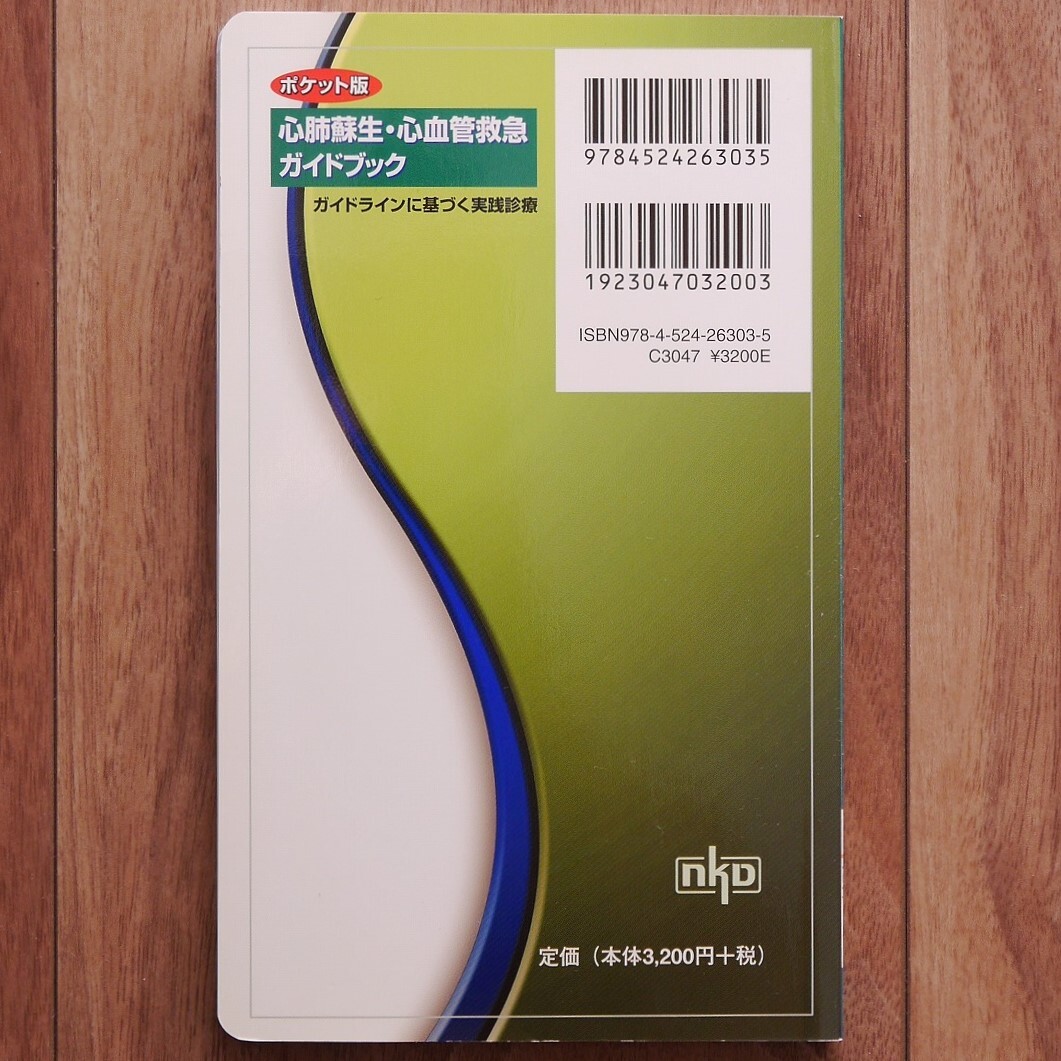 ポケット版
心肺蘇生・心血管救急
ガイドブック
ガイドラインに基づく実践診療
9784524263035
1923047032003
ISBN978-4-524-26303-5
C3047 ¥3200E
nkD
定価（本体3,200円＋税）